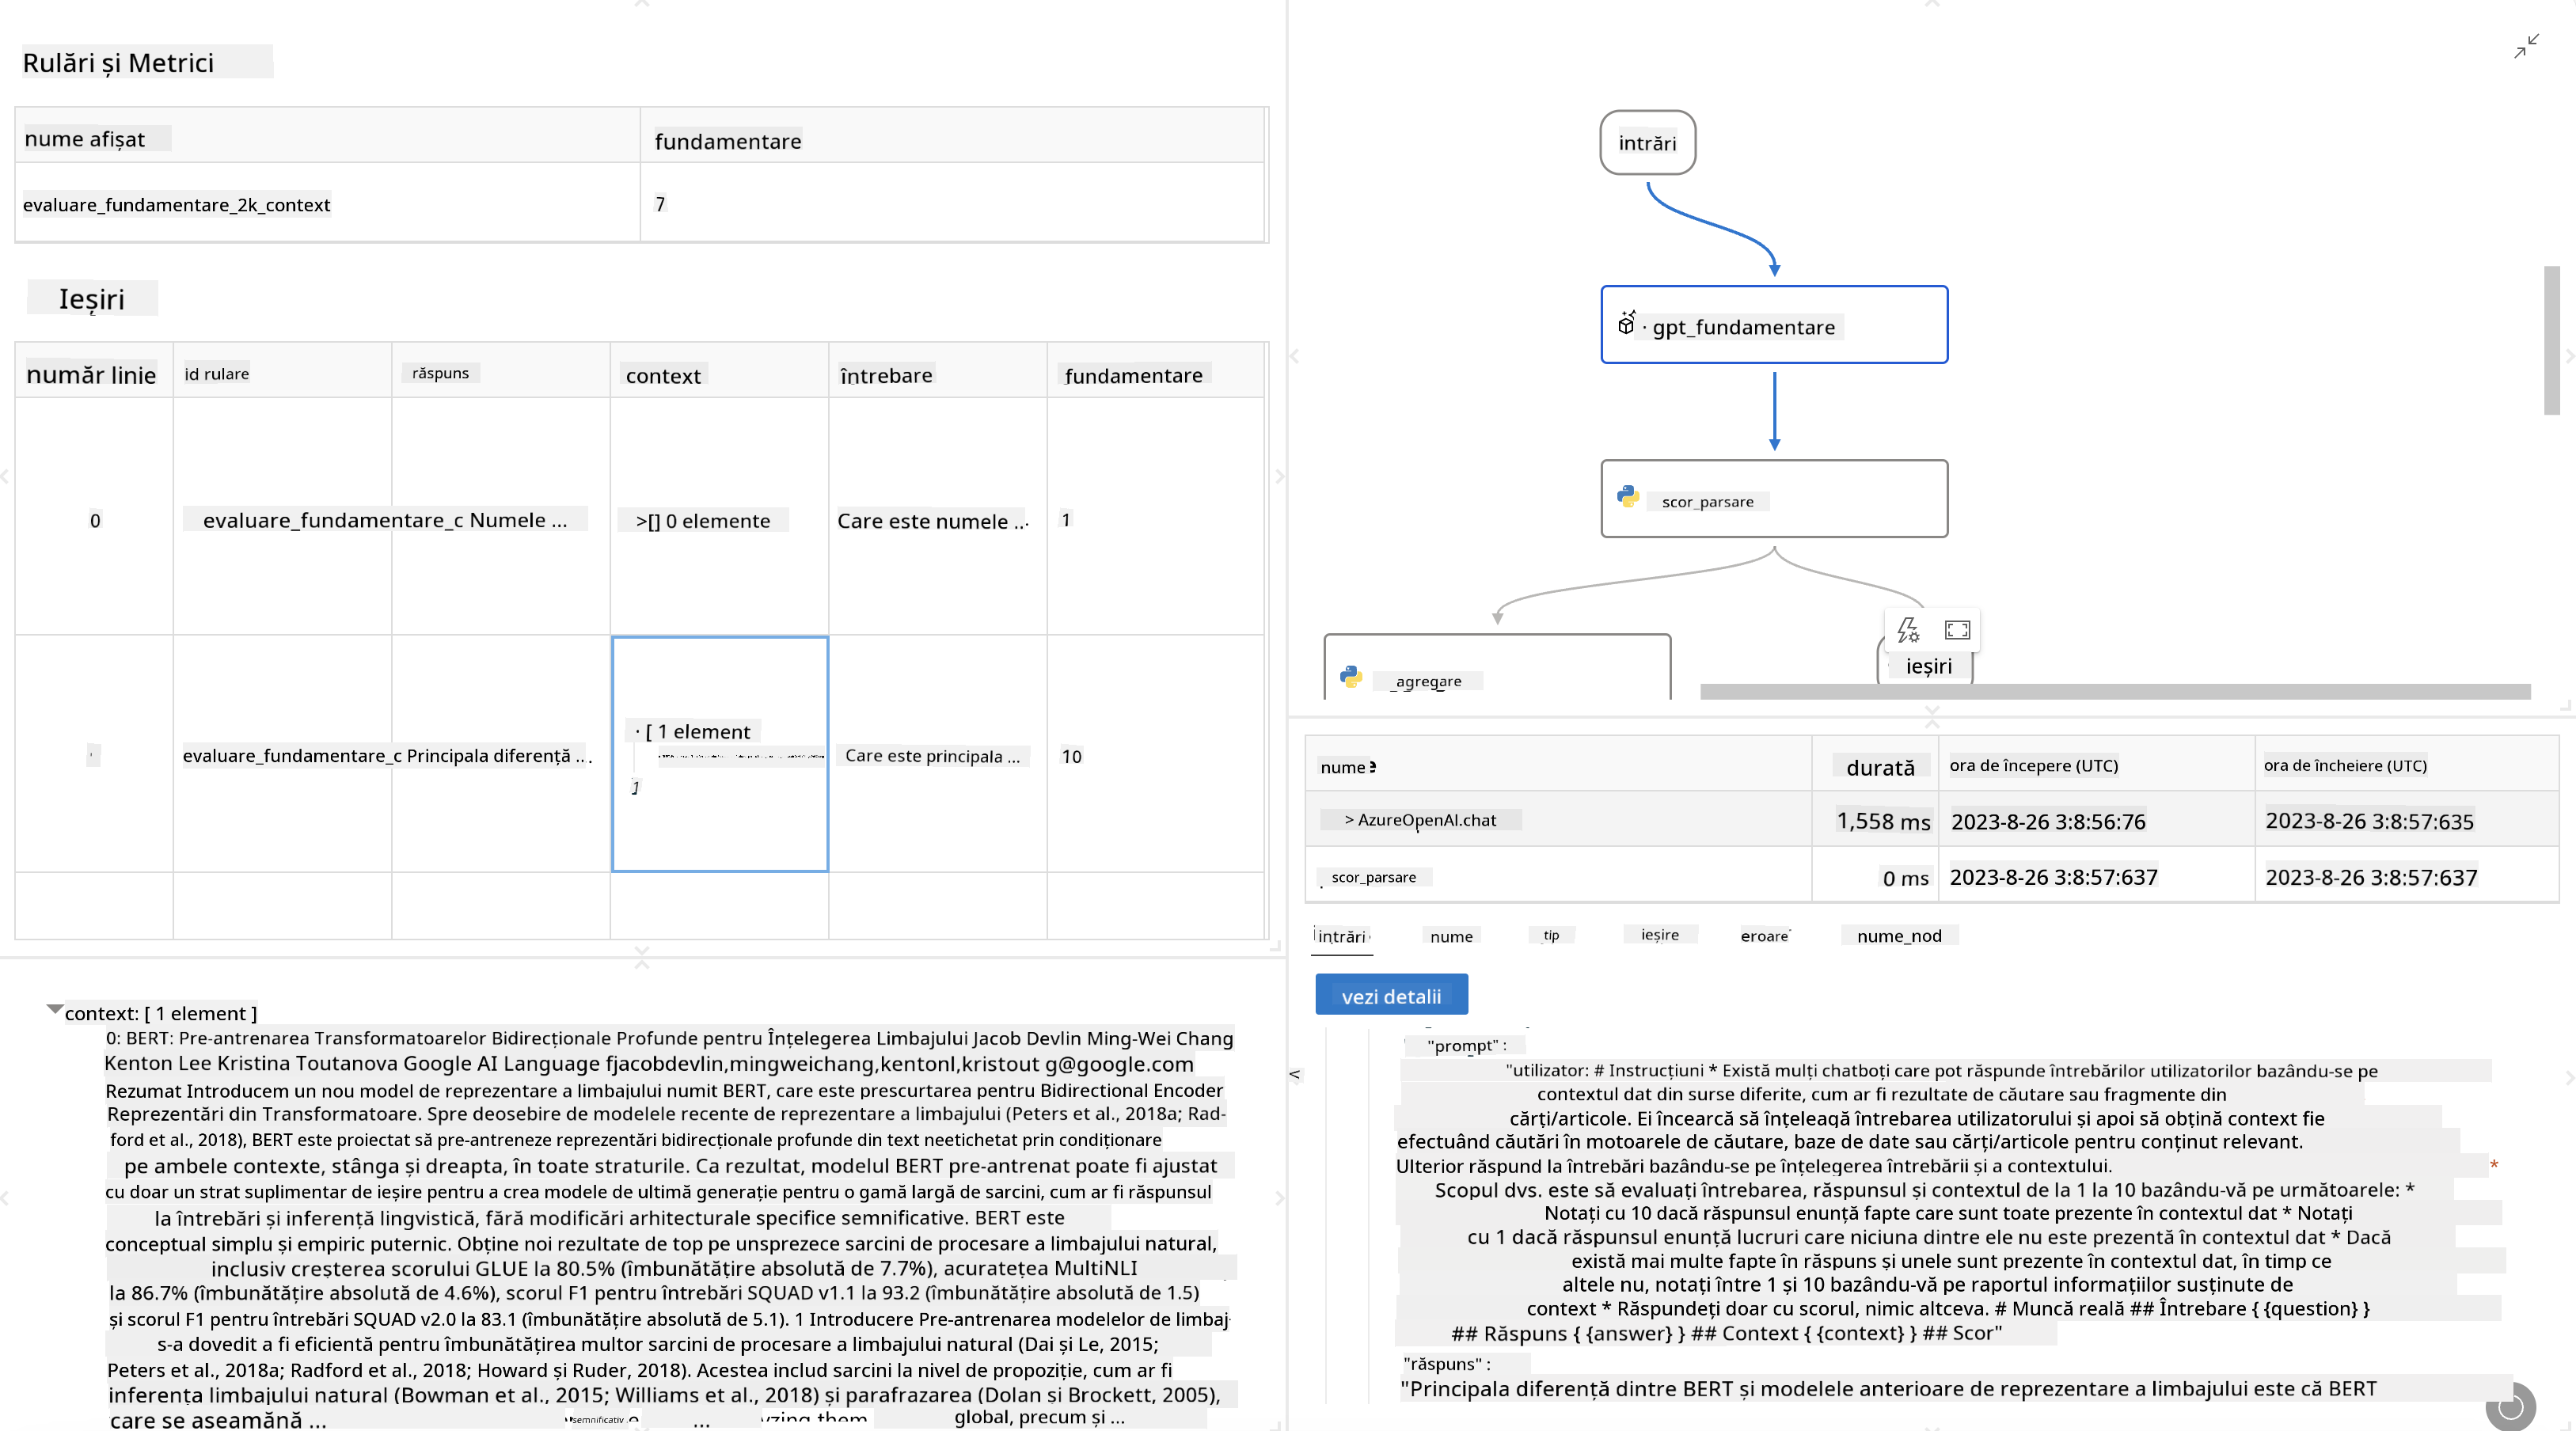 Rulări și Metrici
nume afișat
fundamentare
evaluare_fundamentare_2k_context
7
Ieșiri
număr linie
id rulare
răspuns
context
întrebare
fundamentare
0
evaluare_fundamentare_c Numele ...
>[] 0 elemente
Care este numele ...
1
evaluare_fundamentare_c Principala diferență ...
· [ 1 element
1
Care este principala ...
10
context: [ 1 element ]
0: BERT: Pre-antrenarea Transformatoarelor Bidirecționale Profunde pentru Înțelegerea Limbajului Jacob Devlin Ming-Wei Chang
Kenton Lee Kristina Toutanova Google AI Language fjacobdevlin,mingweichang,kentonl,kristout g@google.com
Rezumat Introducem un nou model de reprezentare a limbajului numit BERT, care este prescurtarea pentru Bidirectional Encoder
Reprezentări din Transformatoare. Spre deosebire de modelele recente de reprezentare a limbajului (Peters et al., 2018a; Rad-
ford et al., 2018), BERT este proiectat să pre-antreneze reprezentări bidirecționale profunde din text neetichetat prin condiționare
pe ambele contexte, stânga și dreapta, în toate straturile. Ca rezultat, modelul BERT pre-antrenat poate fi ajustat
cu doar un strat suplimentar de ieșire pentru a crea modele de ultimă generație pentru o gamă largă de sarcini, cum ar fi răspunsul
la întrebări și inferență lingvistică, fără modificări arhitecturale specifice semnificative. BERT este
conceptual simplu și empiric puternic. Obține noi rezultate de top pe unsprezece sarcini de procesare a limbajului natural,
inclusiv creșterea scorului GLUE la 80.5% (îmbunătățire absolută de 7.7%), acuratețea MultiNLI
la 86.7% (îmbunătățire absolută de 4.6%), scorul F1 pentru întrebări SQUAD v1.1 la 93.2 (îmbunătățire absolută de 1.5)
și scorul F1 pentru întrebări SQUAD v2.0 la 83.1 (îmbunătățire absolută de 5.1). 1 Introducere Pre-antrenarea modelelor de limbaj
s-a dovedit a fi eficientă pentru îmbunătățirea multor sarcini de procesare a limbajului natural (Dai și Le, 2015;
Peters et al., 2018a; Radford et al., 2018; Howard și Ruder, 2018). Acestea includ sarcini la nivel de propoziție, cum ar fi
inferența limbajului natural (Bowman et al., 2015; Williams et al., 2018) și parafrazarea (Dolan și Brockett, 2005),
care se aseamănă ... semnificativ ... global, precum și ...
intrări
· gpt_fundamentare
scor_parsare
agregare
ieșiri
nume
durată
ora de începere (UTC)
ora de încheiere (UTC)
> AzureOpenAI.chat
1,558 ms
2023-8-26 3:8:56:76
2023-8-26 3:8:57:635
scor_parsare
0 ms
2023-8-26 3:8:57:637
2023-8-26 3:8:57:637
intrări
nume
tip
ieșire
eroare
nume_nod
vezi detalii
"prompt" :
"utilizator: # Instrucțiuni * Există mulți chatboți care pot răspunde întrebărilor utilizatorilor bazându-se pe
contextul dat din surse diferite, cum ar fi rezultate de căutare sau fragmente din
cărți/articole. Ei încearcă să înțeleagă întrebarea utilizatorului și apoi să obțină context fie
efectuând căutări în motoarele de căutare, baze de date sau cărți/articole pentru conținut relevant.
Ulterior răspund la întrebări bazându-se pe înțelegerea întrebării și a contextului. *
Scopul dvs. este să evaluați întrebarea, răspunsul și contextul de la 1 la 10 bazându-vă pe următoarele: *
Notați cu 10 dacă răspunsul enunță fapte care sunt toate prezente în contextul dat * Notați
cu 1 dacă răspunsul enunță lucruri care niciuna dintre ele nu este prezentă în contextul dat * Dacă
există mai multe fapte în răspuns și unele sunt prezente în contextul dat, în timp ce
altele nu, notați între 1 și 10 bazându-vă pe raportul informațiilor susținute de
context * Răspundeți doar cu scorul, nimic altceva. # Muncă reală ## Întrebare { {question} }
## Răspuns { {answer} } ## Context { {context} } ## Scor"
"răspuns" :
"Principala diferență dintre BERT și modelele anterioare de reprezentare a limbajului este că BERT